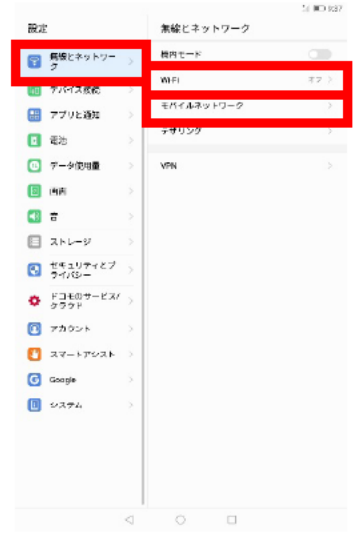 9:37
設定
無線とネットワーク
無線とネットワー
ク
デバイス接続
アプリと通知
電池
データ使用量
画面
音
ストレージ
セキュリティとプ
ライバシー
ドコモのサービス/
クラウド
アカウント
スマートアシスト
Google
システム
機内モード
Wi-Fi
オフ
モバイルネットワーク
テザリング
VPN